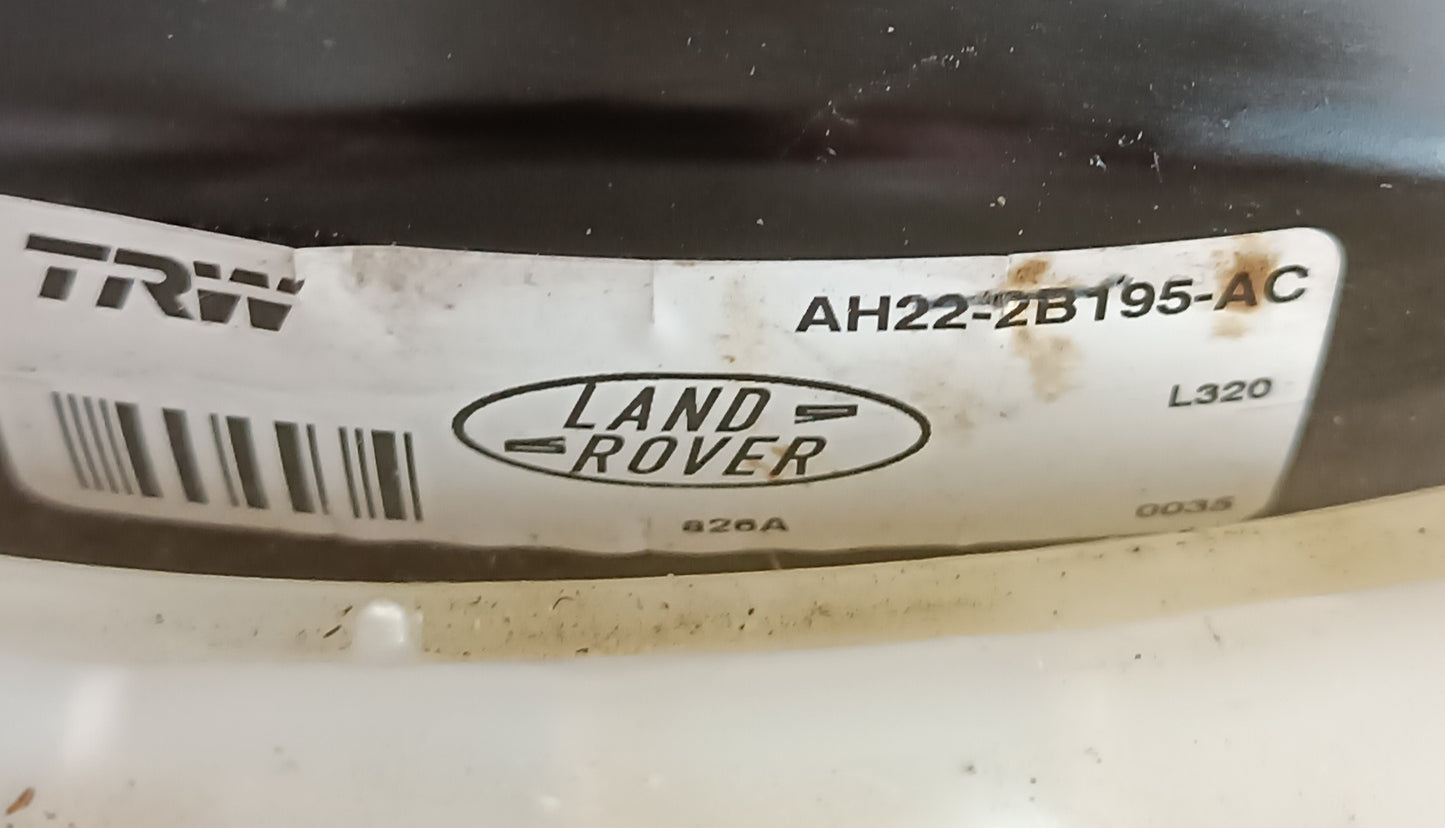 TRW
AH22-2B195-AC
LAND
ROVER
L320
826A
0035